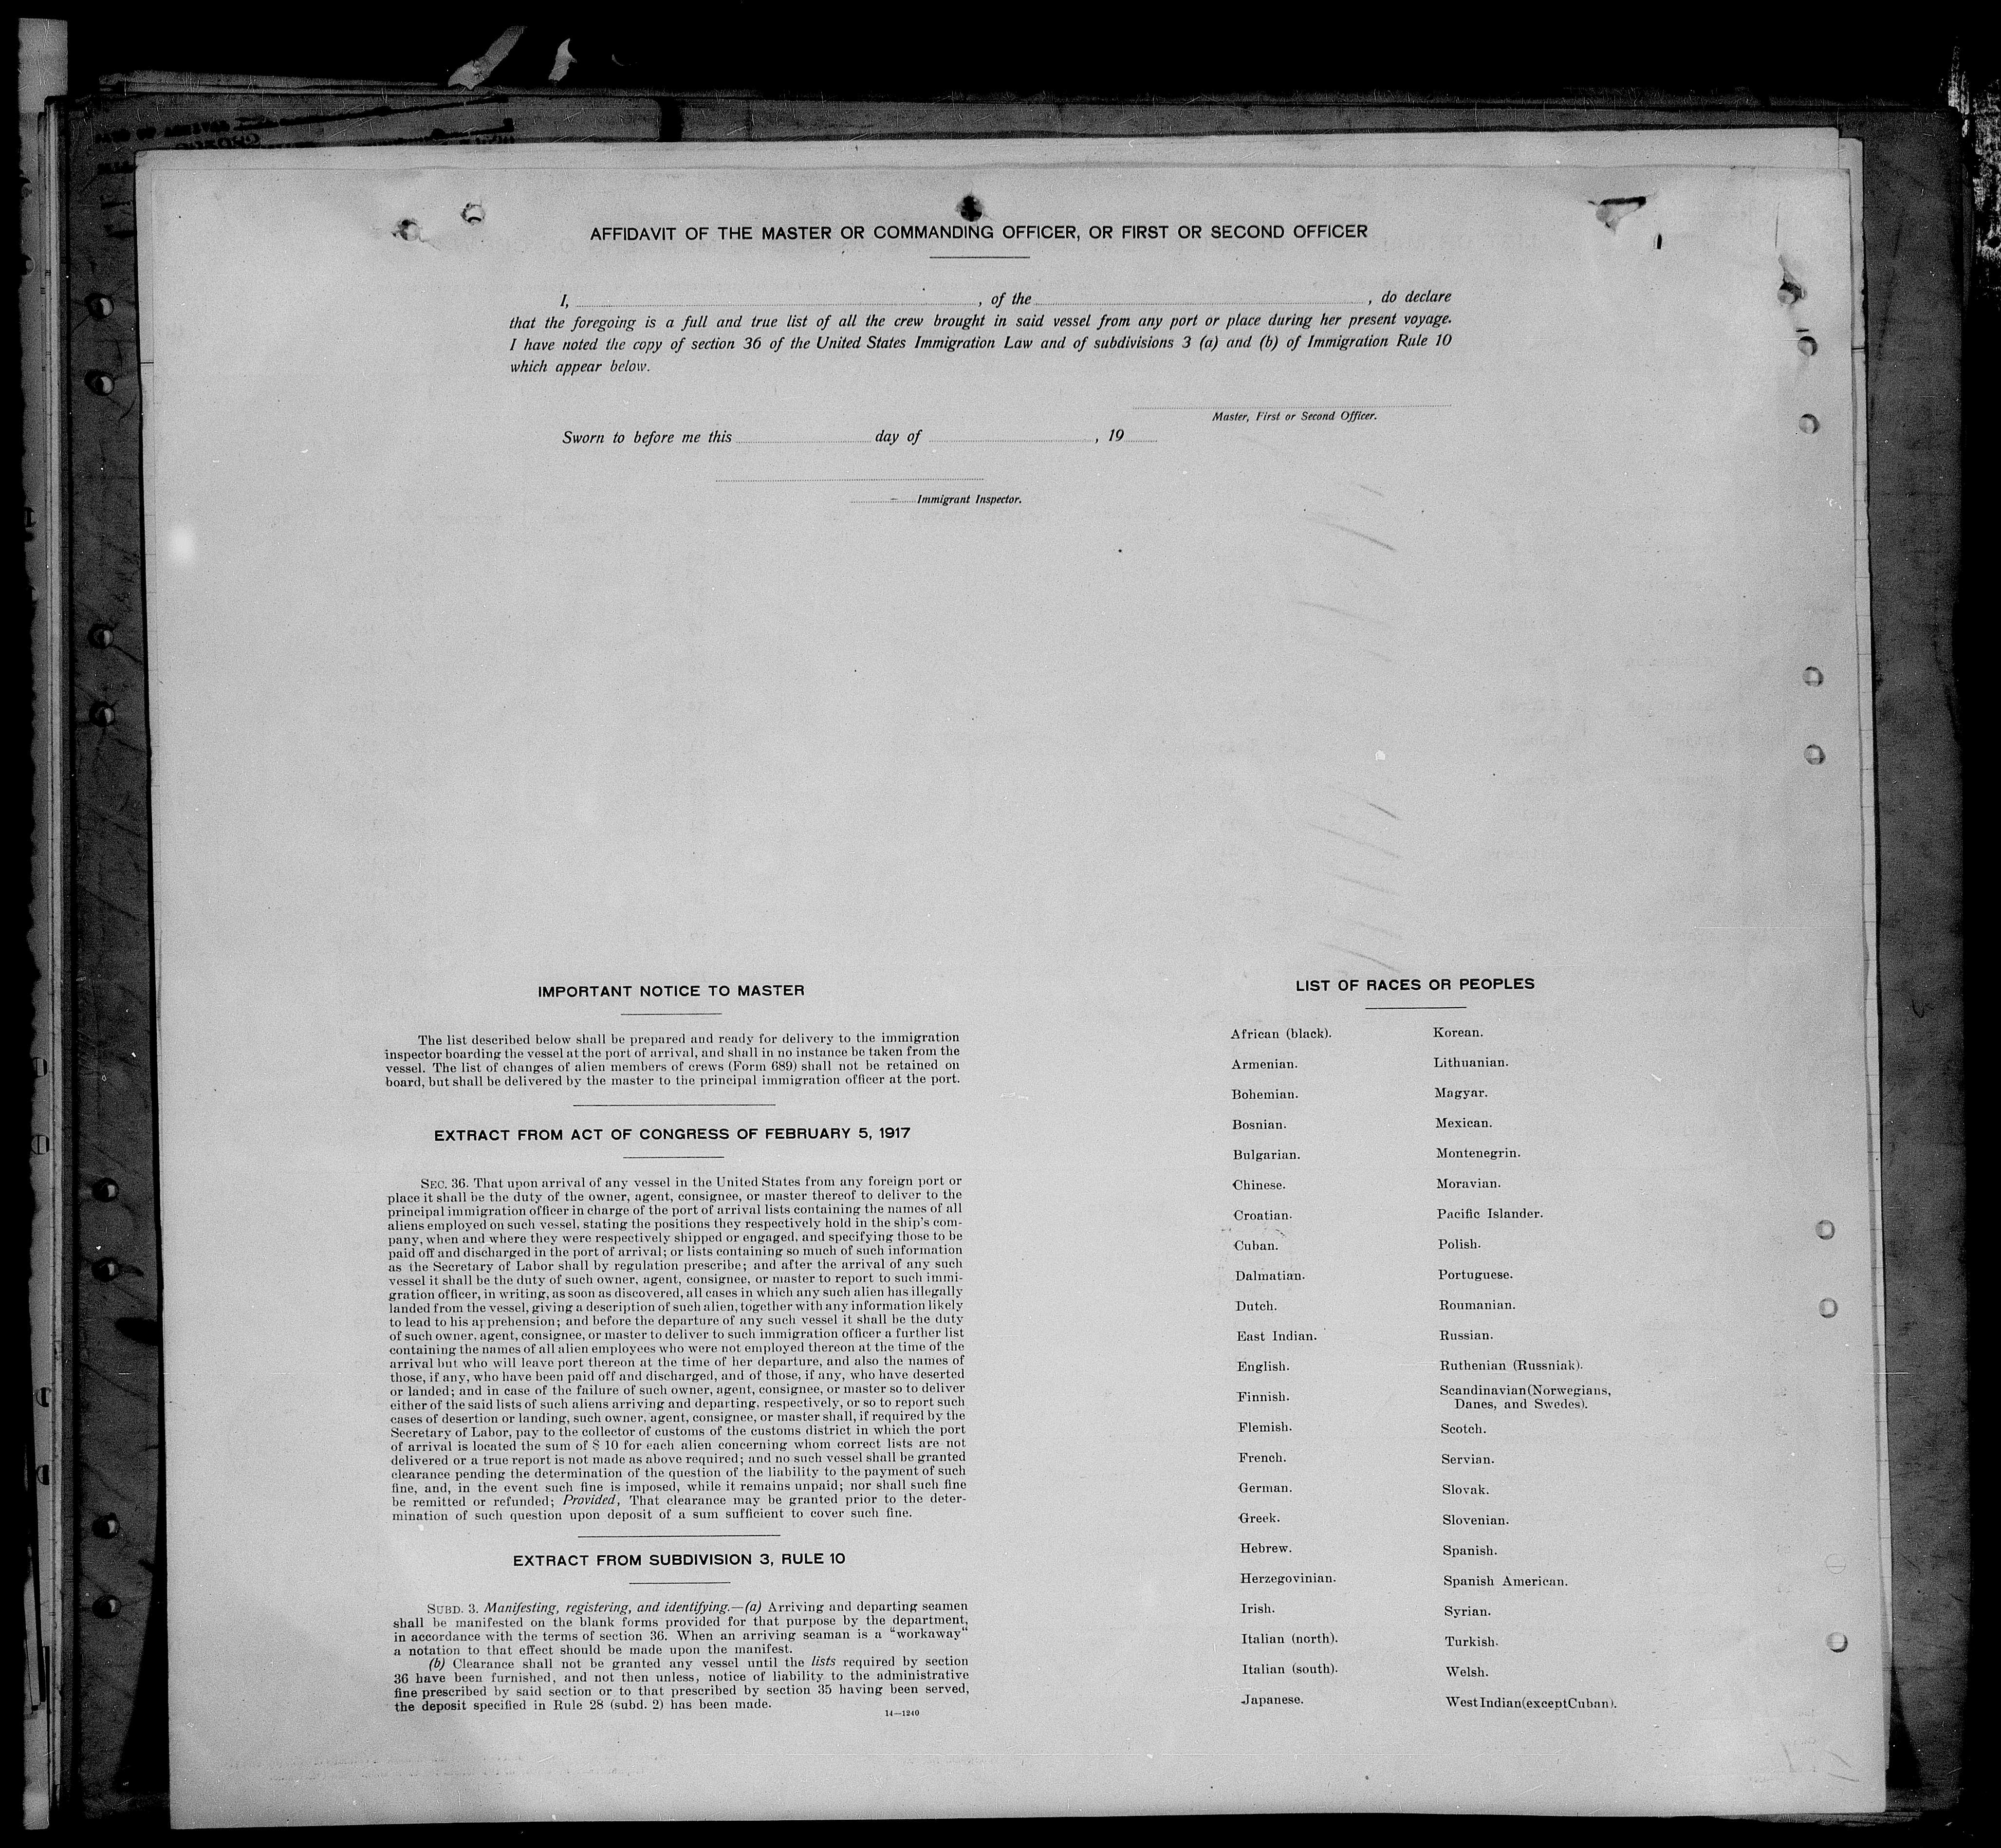 AFFIDAVIT OF THE MASTER OR COMMANDING OFFICER, OR FIRST OR SECOND OFFICER
I, , of the , do declare
that the foregoing is a full and true list of all the crew brought in said vessel from any port or place during her present voyage.
I have noted the copy of section 36 of the United States Immigration Law and of subdivisions 3 (a) and (b) of Immigration Rule 10
which appear below.
Master, First or Second Officer.
Sworn to before me this day of , 19
Immigrant Inspector.
IMPORTANT NOTICE TO MASTER
The list described below shall be prepared and ready for delivery to the immigration
inspector boarding the vessel at the port of arrival, and shall in no instance be taken from the
vessel. The list of changes of alien members of crews (Form 689) shall not be retained on
board, but shall be delivered by the master to the principal immigration officer at the port.
EXTRACT FROM ACT OF CONGRESS OF FEBRUARY 5, 1917
SEC. 36. That upon arrival of any vessel in the United States from any foreign port or
place it shall be the duty of the owner, agent, consignee, or master thereof to deliver to the
principal immigration officer in charge of the port of arrival lists containing the names of all
aliens employed on such vessel, stating the positions they respectively hold in the ship's com-
pany, when and where they were respectively shipped or engaged, and specifying those to be
paid off and discharged in the port of arrival; or lists containing so much of such information
as the Secretary of Labor shall by regulation prescribe; and after the arrival of any such
vessel it shall be the duty of such owner, agent, consignee, or master to report to such immi-
gration officer, in writing, as soon as discovered, all cases in which any such alien has illegally
landed from the vessel, giving a description of such alien, together with any information likely
to lead to his apprehension; and before the departure of any such vessel it shall be the duty
of such owner, agent, consignee, or master to deliver to such immigration officer a further list
containing the names of all alien employees who were not employed thereon at the time of the
arrival but who will leave port thereon at the time of her departure, and also the names of
those, if any, who have been paid off and discharged, and of those, if any, who have deserted
or landed; and in case of the failure of such owner, agent, consignee, or master so to deliver
either of the said lists of such aliens arriving and departing, respectively, or so to report such
cases of desertion or landing, such owner, agent, consignee, or master shall, if required by the
Secretary of Labor, pay to the collector of customs of the customs district in which the port
of arrival is located the sum of $ 10 for each alien concerning whom correct lists are not
delivered or a true report is not made as above required; and no such vessel shall be granted
clearance pending the determination of the question of the liability to the payment of such
fine, and, in the event such fine is imposed, while it remains unpaid; nor shall such fine
be remitted or refunded; Provided, That clearance may be granted prior to the deter-
mination of such question upon deposit of a sum sufficient to cover such fine.
EXTRACT FROM SUBDIVISION 3, RULE 10
SUBD. 3. Manifesting, registering, and identifying.—(a) Arriving and departing seamen
shall be manifested on the blank forms provided for that purpose by the department,
in accordance with the terms of section 36. When an arriving seaman is a "workaway"
a notation to that effect should be made upon the manifest.
(b) Clearance shall not be granted any vessel until the lists required by section
36 have been furnished, and not then unless, notice of liability to the administrative
fine prescribed by said section or to that prescribed by section 35 having been served,
the deposit specified in Rule 28 (subd. 2) has been made.
14—1240
LIST OF RACES OR PEOPLES
African (black).
Armenian.
Bohemian.
Bosnian.
Bulgarian.
Chinese.
Croatian.
Cuban.
Dalmatian.
Dutch.
East Indian.
English.
Finnish.
Flemish.
French.
German.
Greek.
Hebrew.
Herzegovinian.
Irish.
Italian (north).
Italian (south).
Japanese.
Korean.
Lithuanian.
Magyar.
Mexican.
Montenegrin.
Moravian.
Pacific Islander.
Polish.
Portuguese.
Roumanian.
Russian.
Ruthenian (Russniak).
Scandinavian (Norwegians,
Danes, and Swedes).
Scotch.
Servian.
Slovak.
Slovenian.
Spanish.
Spanish American.
Syrian.
Turkish.
Welsh.
West Indian (except Cuban).